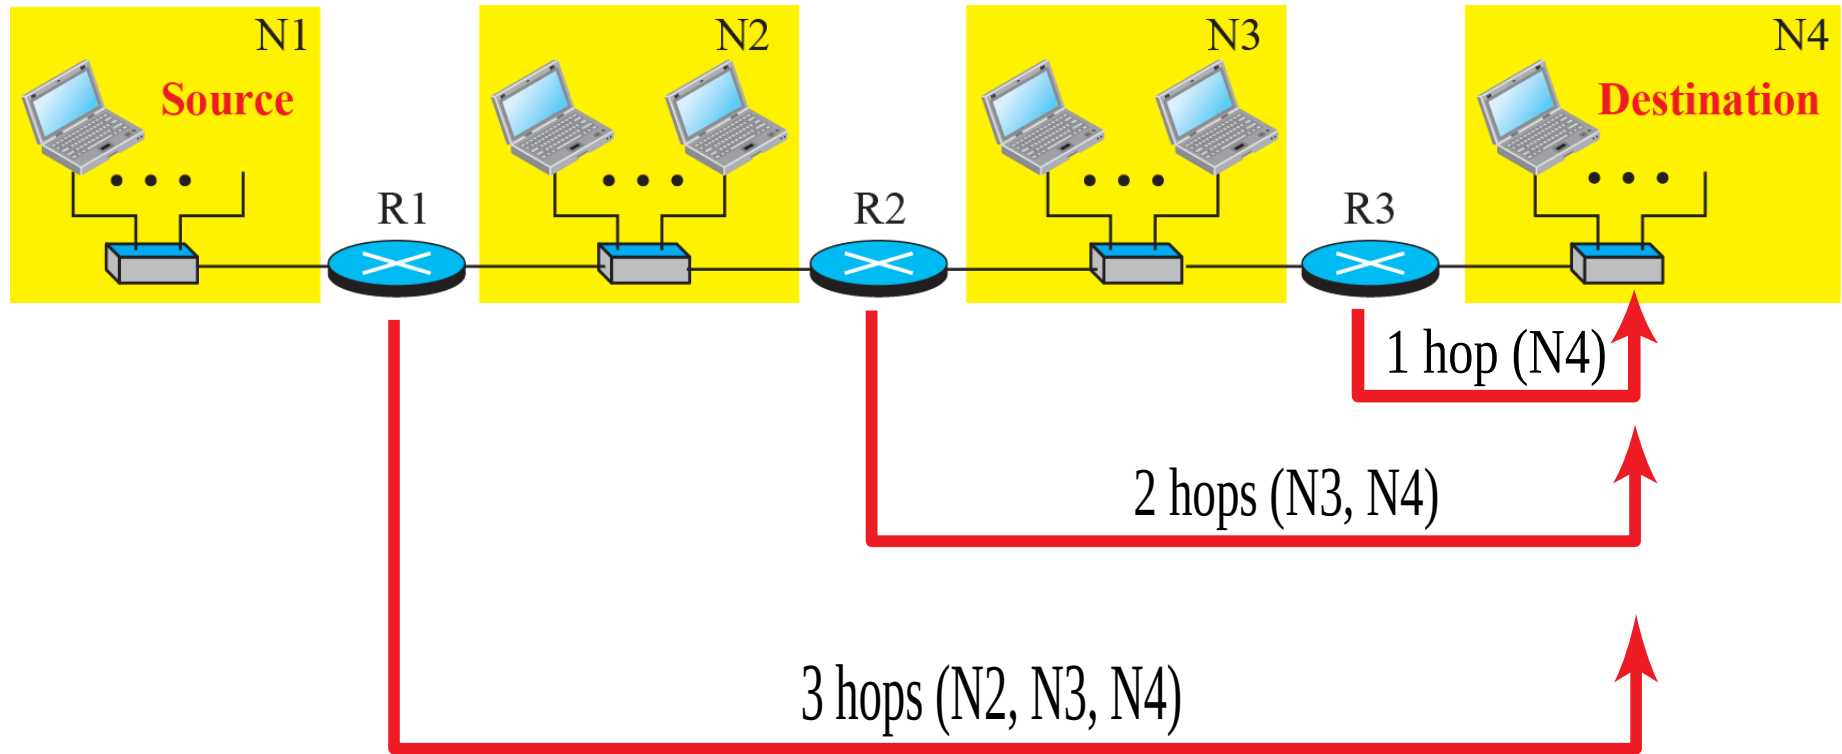 N1
N2
N3
N4
Source
Destination
R1
R2
R3
1 hop (N4)
2 hops (N3, N4)
3 hops (N2, N3, N4)